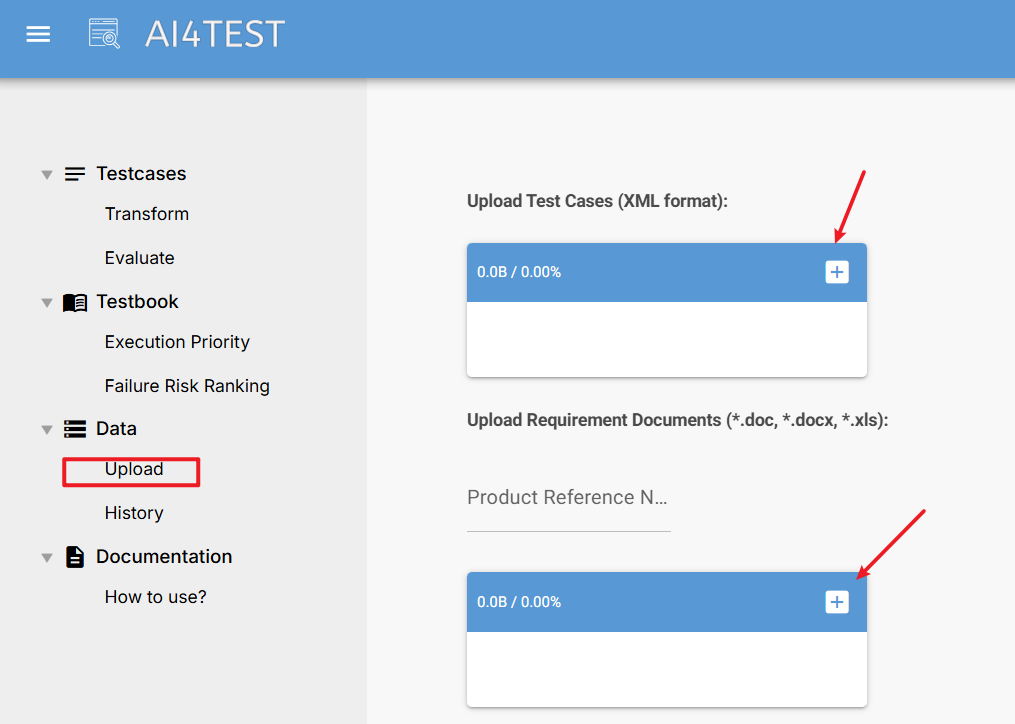 AI4TEST
Testcases
Transform
Evaluate
Testbook
Execution Priority
Failure Risk Ranking
Data
Upload
History
Documentation
How to use?
Upload Test Cases (XML format):
0.0B / 0.00%
Upload Requirement Documents (*.doc, *.docx, *.xls):
Product Reference N...
0.0B / 0.00%